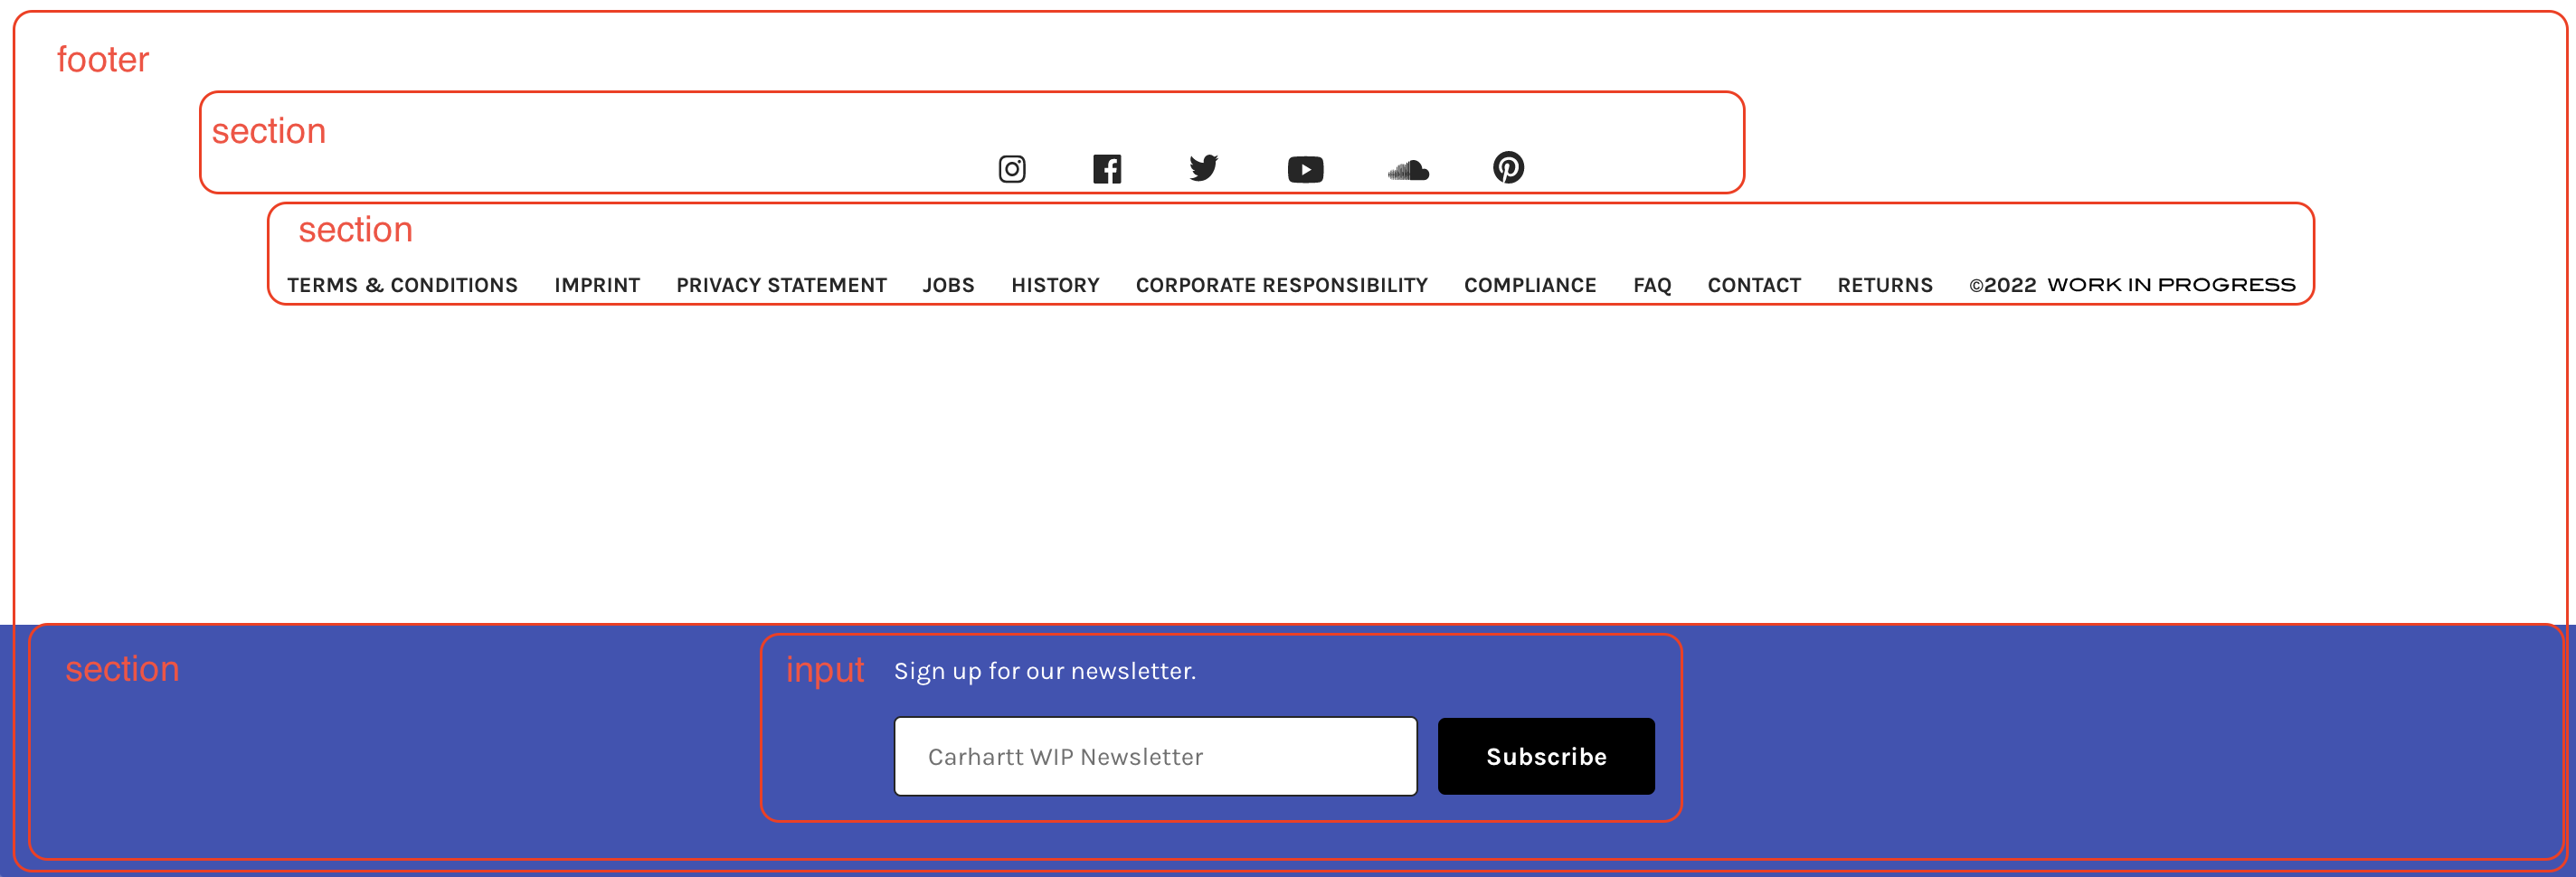 footer
section
section
TERMS & CONDITIONS IMPRINT PRIVACY STATEMENT JOBS HISTORY CORPORATE RESPONSIBILITY COMPLIANCE FAQ CONTACT RETURNS ©2022 WORK IN PROGRESS
section
input Sign up for our newsletter.
Carhartt WIP Newsletter Subscribe